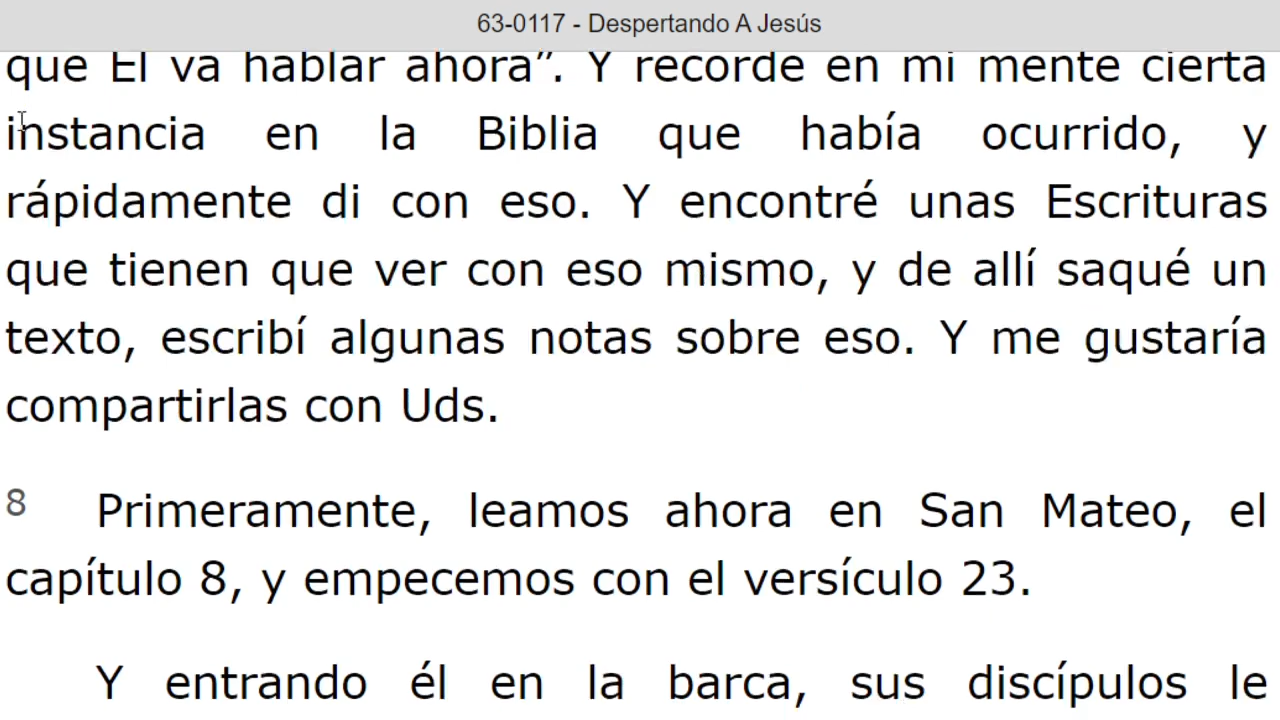 63-0117 - Despertando A Jesús
que Él va hablar ahora”. Y recordé en mi mente cierta
instancia en la Biblia que había ocurrido, y
rápidamente di con eso. Y encontré unas Escrituras
que tienen que ver con eso mismo, y de allí saqué un
texto, escribí algunas notas sobre eso. Y me gustaría
compartirlas con Uds.
8 Primeramente, leamos ahora en San Mateo, el
capítulo 8, y empecemos con el versículo 23.
Y entrando él en la barca, sus discípulos le